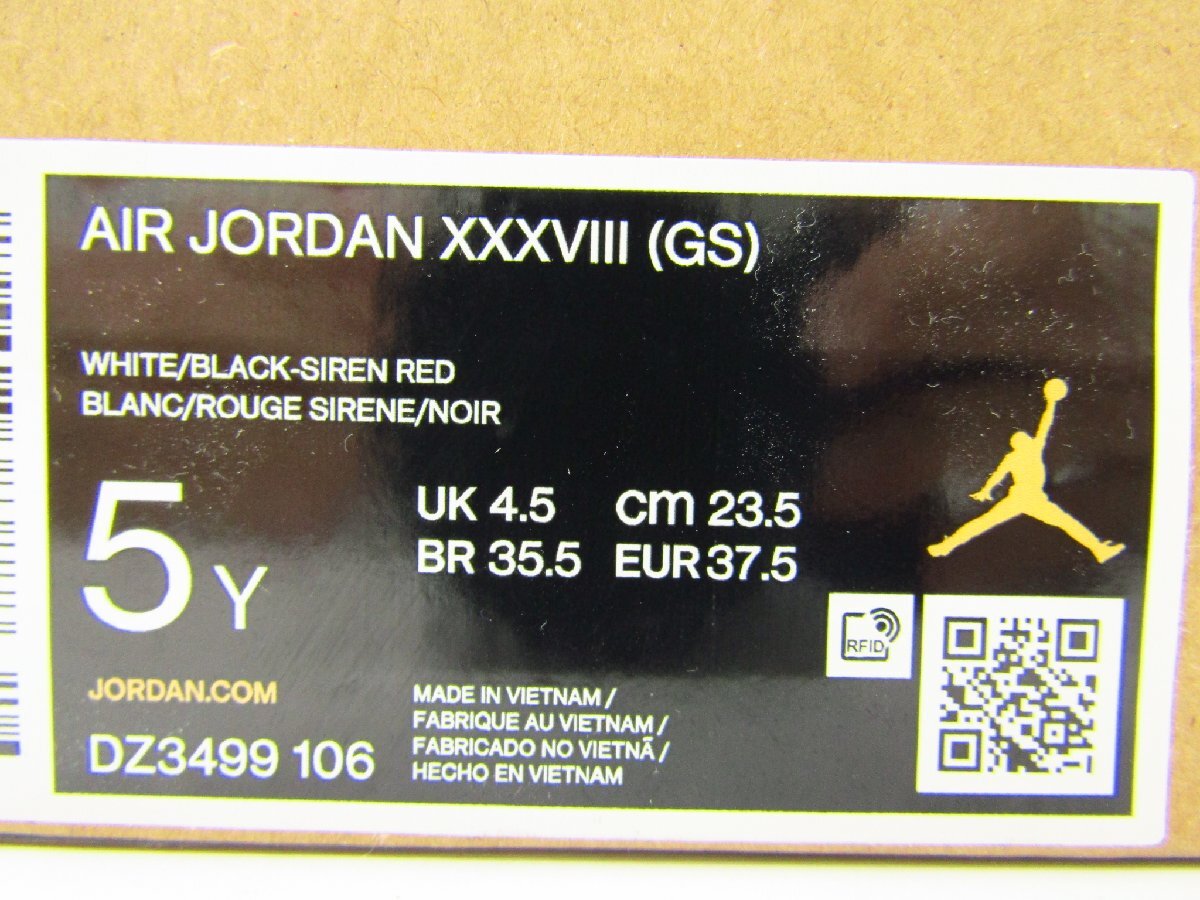 AIR JORDAN XXXVIII (GS)
WHITE/BLACK-SIREN RED
BLANC/ROUGE SIRENE/NOIR
5 Y
UK 4.5 cm 23.5
BR 35.5 EUR 37.5
RFID
JORDAN.COM
DZ3499 106
MADE IN VIETNAM /
FABRIQUE AU VIETNAM /
FABRICADO NO VIETNÃ /
HECHO EN VIETNAM